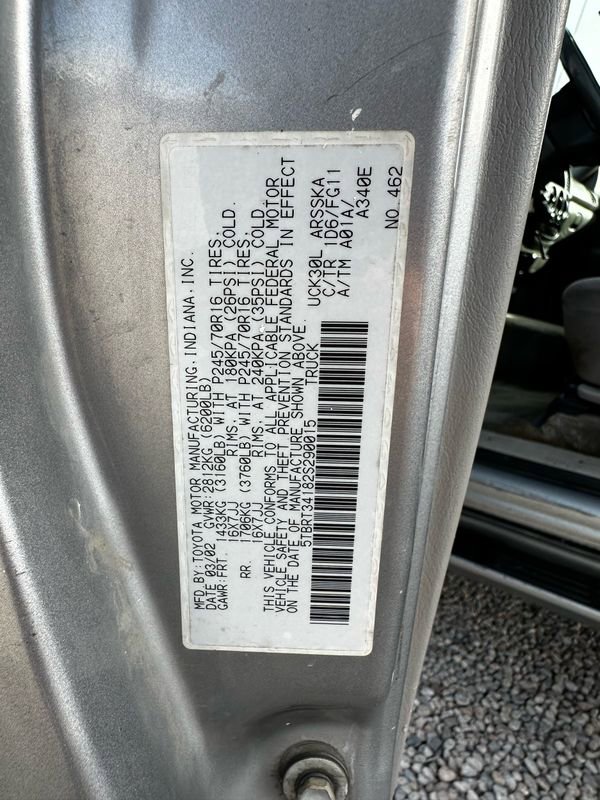 MFD.BY:TOYOTA MOTOR MANUFACTURING,INDIANA,INC.
DATE 03/02 GVWR:2812KG(6200LB)
GAWR:FRT. 1433KG (3160LB) WITH P245/70R16 TIRES,
16X7JJ RIMS, AT 180KPA (26PSI) COLD.
RR. 1706KG (3760LB) WITH P245/70R16 TIRES,
16X7JJ RIMS, AT 240KPA (35PSI) COLD.
THIS VEHICLE CONFORMS TO ALL APPLICABLE FEDERAL MOTOR
VEHICLE SAFETY AND THEFT PREVENTION STANDARDS IN EFFECT
ON THE DATE OF MANUFACTURE SHOWN ABOVE.
5TBRT34182S290015 TRUCK
UCK30L ARSSKA
C/TR 1D6/FG11
A/TM A01A/
A340E
NO. 462